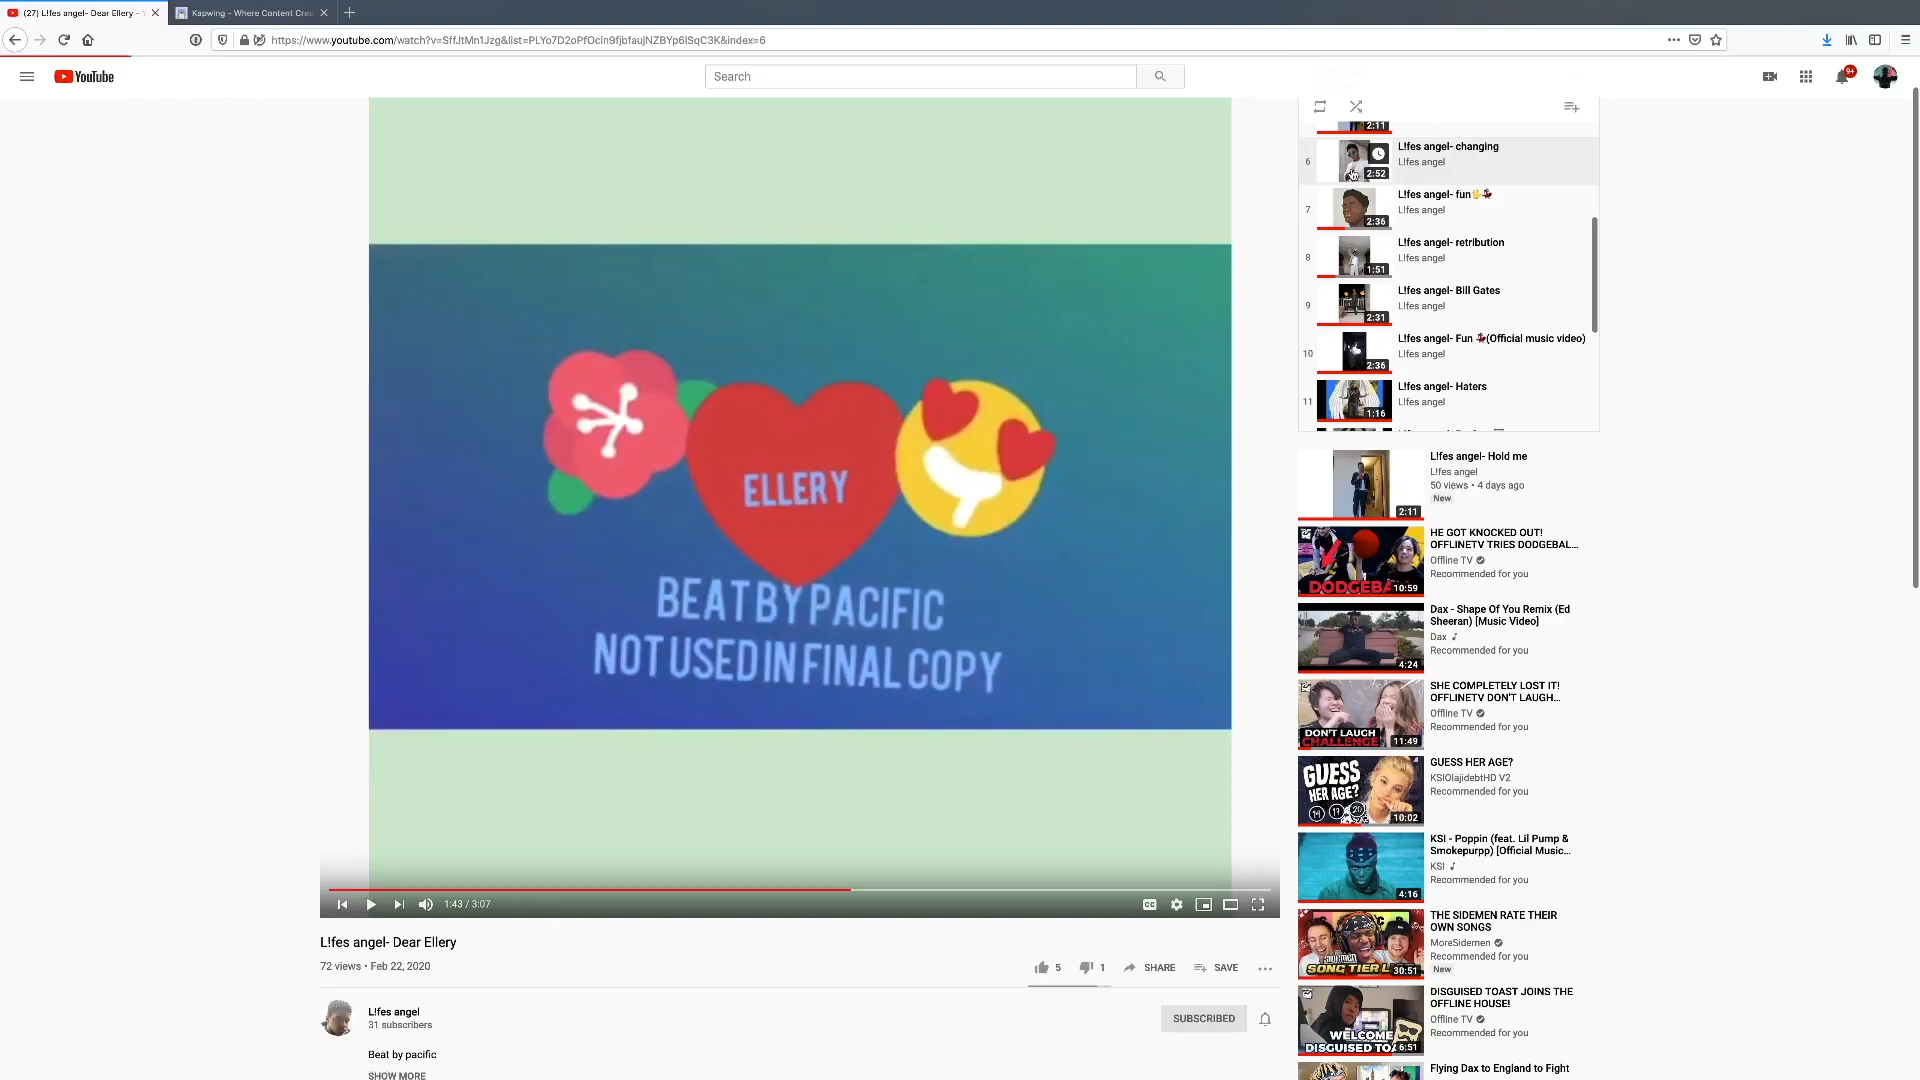 (27) L!fes angel- Dear Ellery -
Kapwing - Where Content Crea
https://www.youtube.com/watch?v=SffJtMn1Jzg&list=PLYo7D2oPfOcin9fjbfaujNZBYp6lSqC3K&index=6
YouTube
Search
9+
ELLERY
BEAT BY PACIFIC
NOT USED IN FINAL COPY
1:43 / 3:07
CC
L!fes angel- Dear Ellery
72 views • Feb 22, 2020
5
1
SHARE
SAVE
L!fes angel
31 subscribers
SUBSCRIBED
Beat by pacific
SHOW MORE
2:11
6
2:52
L!fes angel- changing
L!fes angel
7
2:36
L!fes angel- fun🤟💃
L!fes angel
8
1:51
L!fes angel- retribution
L!fes angel
9
2:31
L!fes angel- Bill Gates
L!fes angel
10
2:36
L!fes angel- Fun 💃(Official music video)
L!fes angel
11
1:16
L!fes angel- Haters
L!fes angel
2:11
L!fes angel- Hold me
L!fes angel
50 views • 4 days ago
New
DODGEBA
10:59
HE GOT KNOCKED OUT!
OFFLINETV TRIES DODGEBAL...
Offline TV
Recommended for you
4:24
Dax - Shape Of You Remix (Ed
Sheeran) [Music Video]
Dax
Recommended for you
DON'T LAUGH
CHALLENGE
11:49
SHE COMPLETELY LOST IT!
OFFLINETV DON'T LAUGH...
Offline TV
Recommended for you
GUESS
HER AGE?
10:02
GUESS HER AGE?
KSIOlajidebtHD V2
Recommended for you
4:16
KSI - Poppin (feat. Lil Pump &
Smokepurpp) [Official Music...
KSI
Recommended for you
SIDEMEN
SONG TIER LI
30:51
THE SIDEMEN RATE THEIR
OWN SONGS
MoreSidemen
Recommended for you
New
WELCOME
DISGUISED TOA
6:51
DISGUISED TOAST JOINS THE
OFFLINE HOUSE!
Offline TV
Recommended for you
Flying Dax to England to Fight